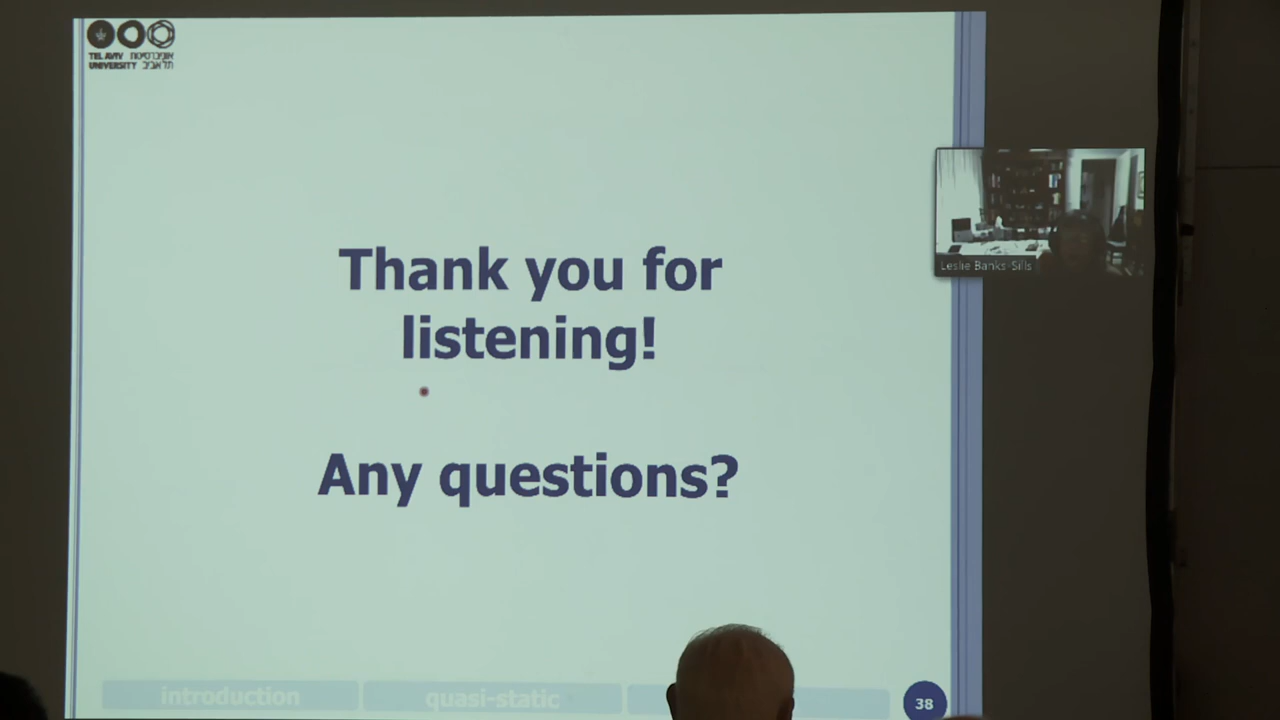 TEL AVIV אוניברסיטת
UNIVERSITY תל אביב
Thank you for
listening!
Any questions?
Leslie Banks-Sills
introduction
quasi-static
38